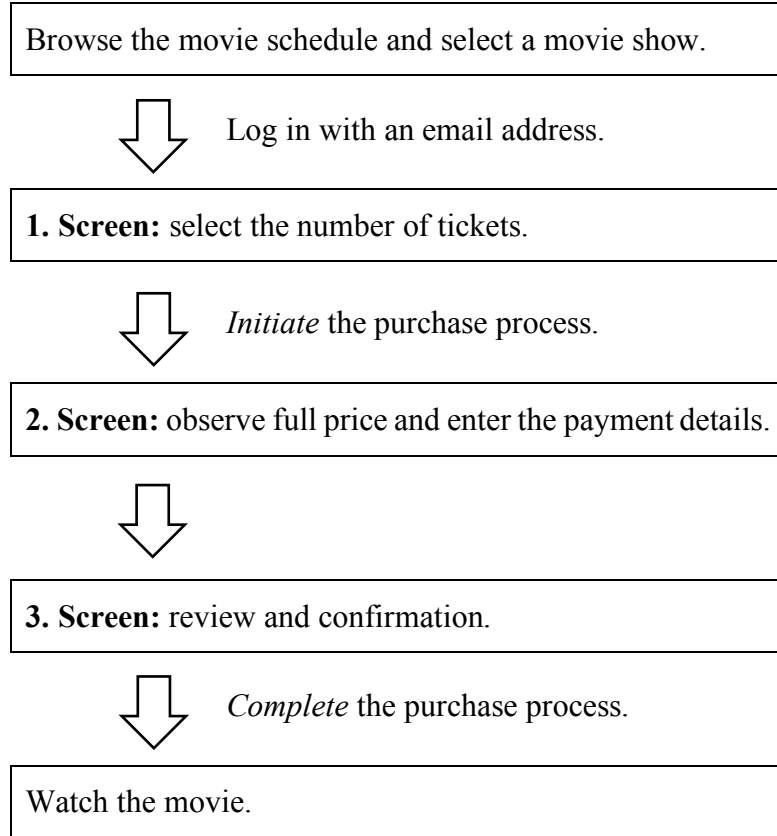 Browse the movie schedule and select a movie show.
Log in with an email address.
1. Screen: select the number of tickets.
Initiate the purchase process.
2. Screen: observe full price and enter the payment details.
3. Screen: review and confirmation.
Complete the purchase process.
Watch the movie.